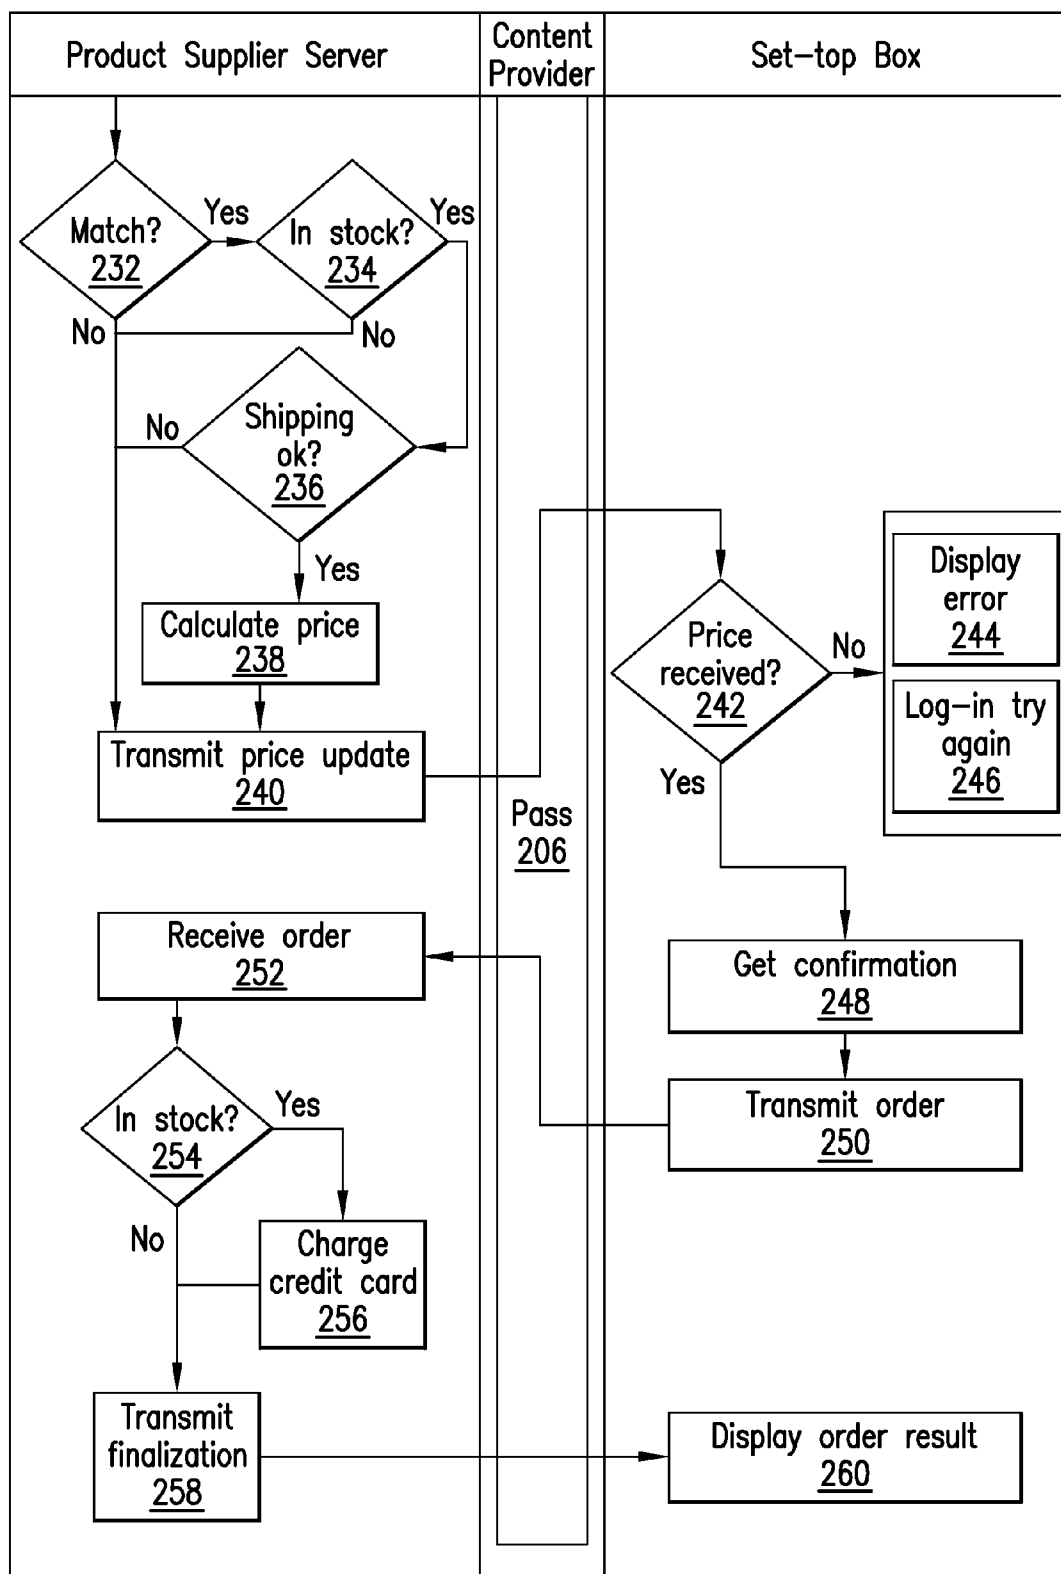 Product Supplier Server
Content
Provider
Set-top Box
Match?
232
Yes
In stock?
234
Yes
No
No
Shipping
ok?
236
No
Yes
Calculate price
238
Transmit price update
240
Pass
206
Price
received?
242
No
Yes
Display
error
244
Log-in try
again
246
Get confirmation
248
Transmit order
250
Receive order
252
In stock?
254
Yes
No
Charge
credit card
256
Transmit
finalization
258
Display order result
260